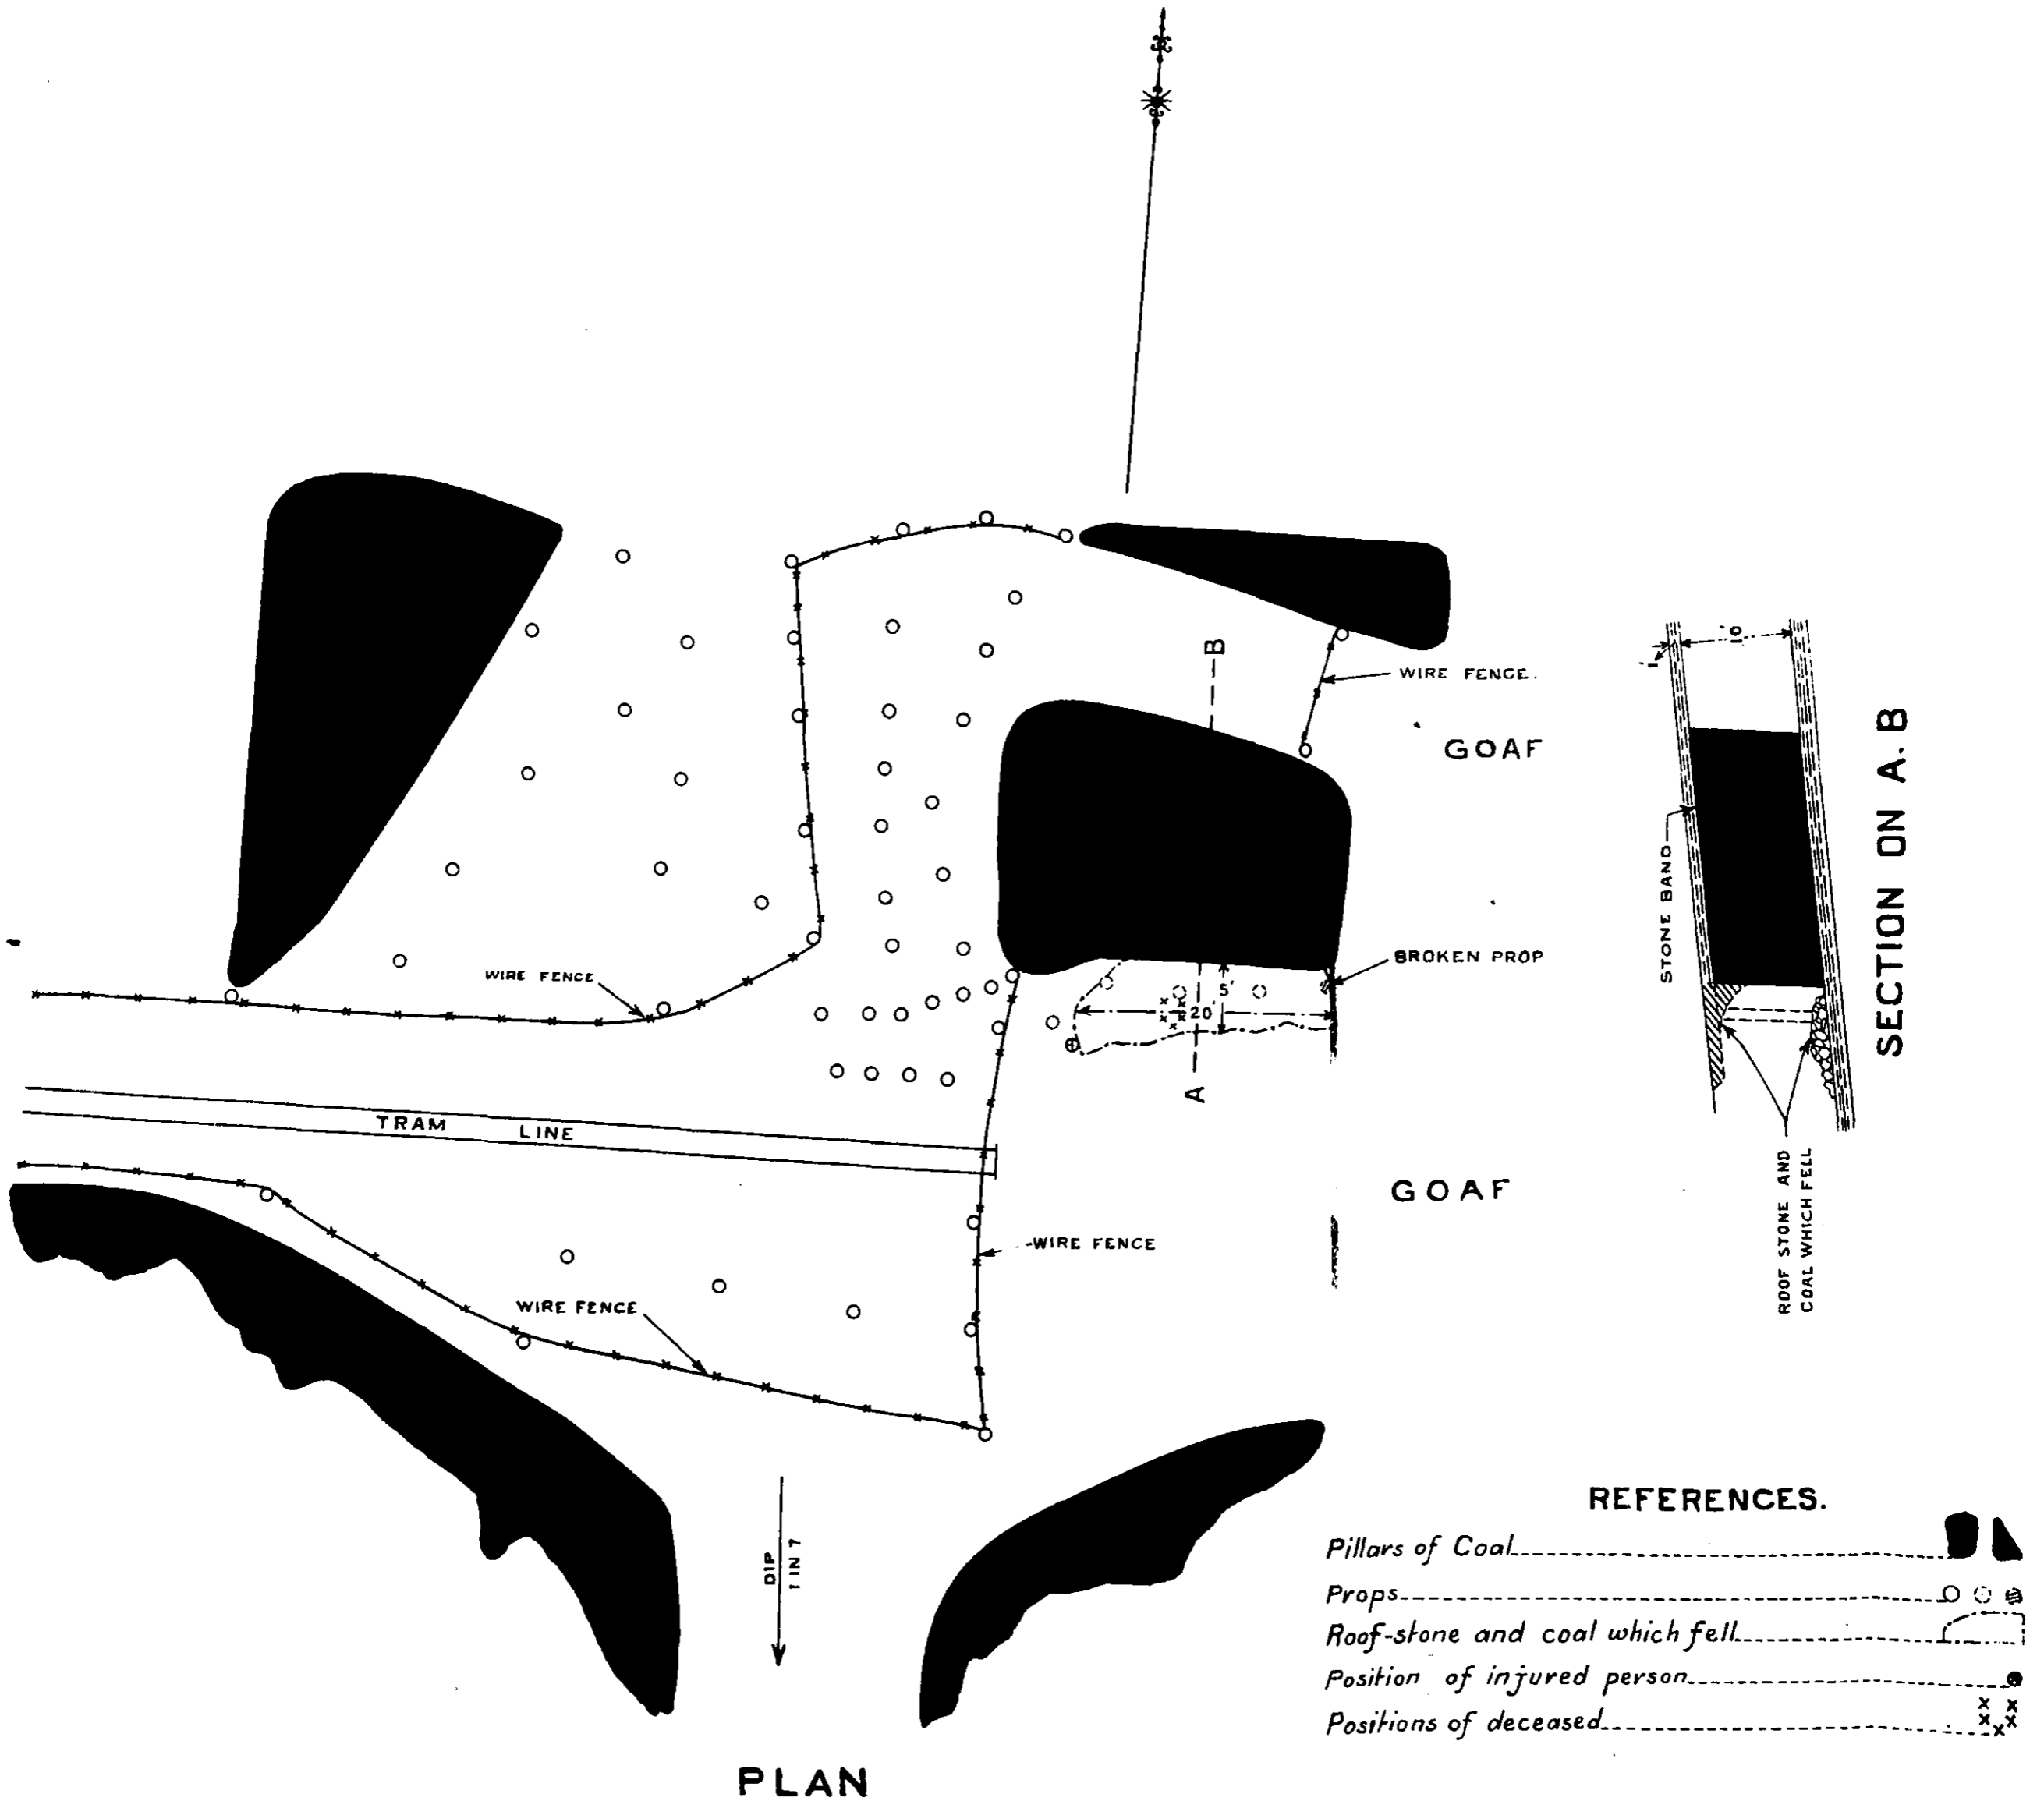 B
WIRE FENCE.
GOAF
BROKEN PROP
WIRE FENCE
5'
20'
A
TRAM LINE
GOAF
WIRE FENCE
WIRE FENCE
DIP
1 IN 7
PLAN
1'
10'
STONE BAND
SECTION ON A.B
ROOF STONE AND
COAL WHICH FELL
REFERENCES.
Pillars of Coal
Props
Roof-stone and coal which fell
Position of injured person
Positions of deceased